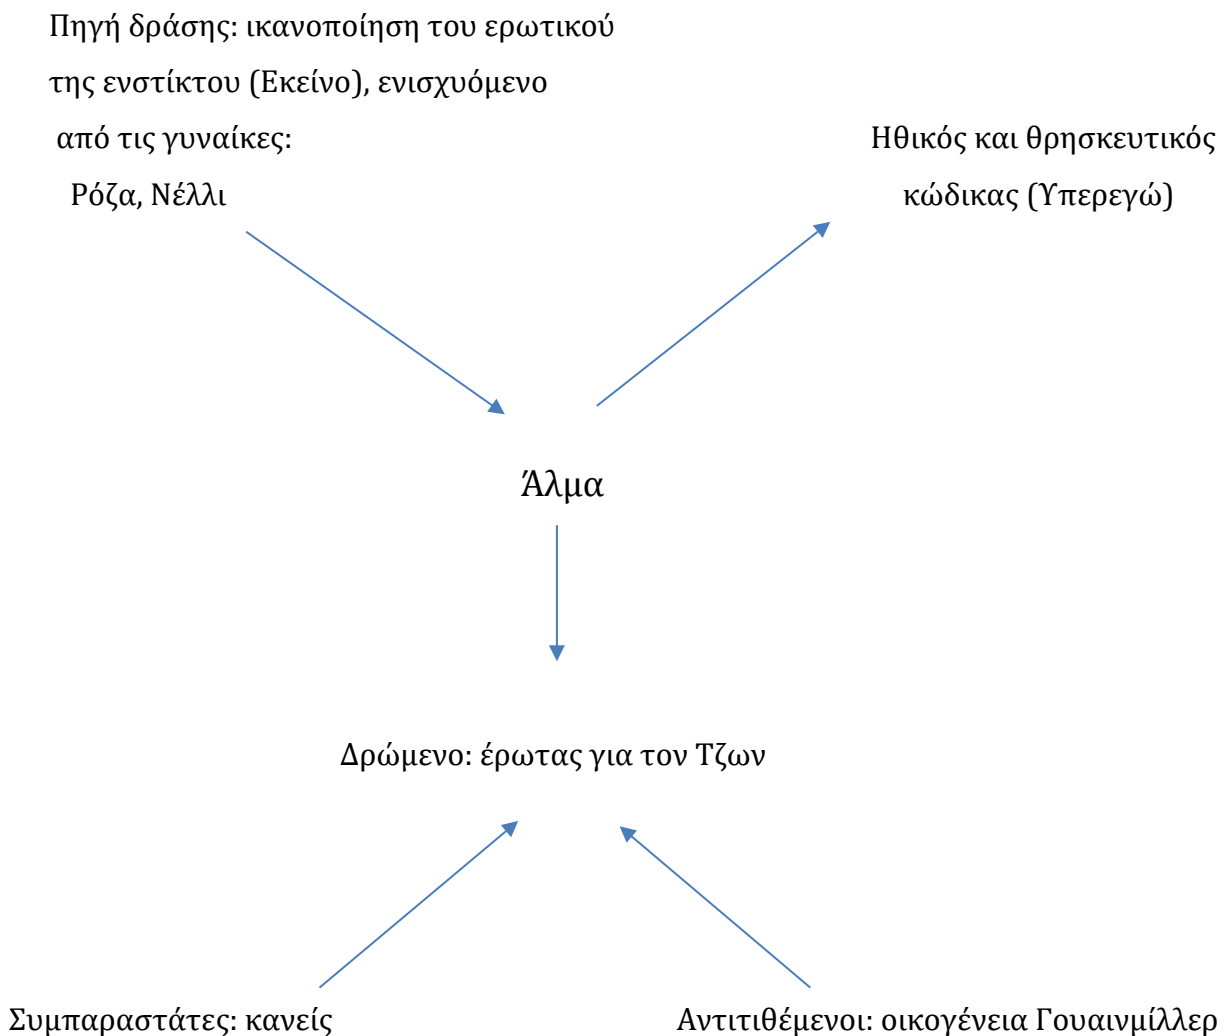 Πηγή δράσης: ικανοποίηση του ερωτικού
της ενστίκτου (Εκείνο), ενισχυόμενο
από τις γυναίκες:
Ρόζα, Νέλλι
Ηθικός και θρησκευτικός
κώδικας (Υπερεγώ)
Άλμα
Δρώμενο: έρωτας για τον Τζων
Συμπαραστάτες: κανείς
Αντιτιθέμενοι: οικογένεια Γουαινμίλλερ